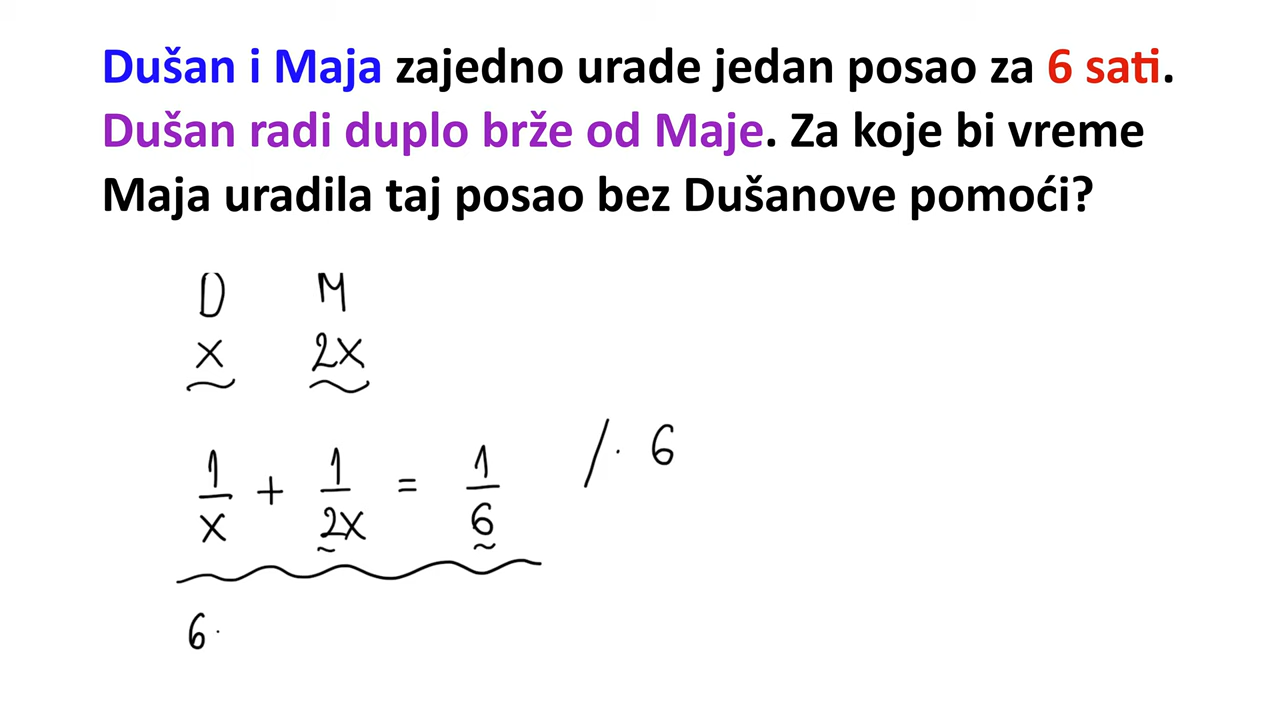 Dušan i Maja zajedno urade jedan posao za 6 sati.
Dušan radi duplo brže od Maje. Za koje bi vreme
Maja uradila taj posao bez Dušanove pomoći?
D M
x 2x
1/x + 1/2x = 1/6 /· 6
6·